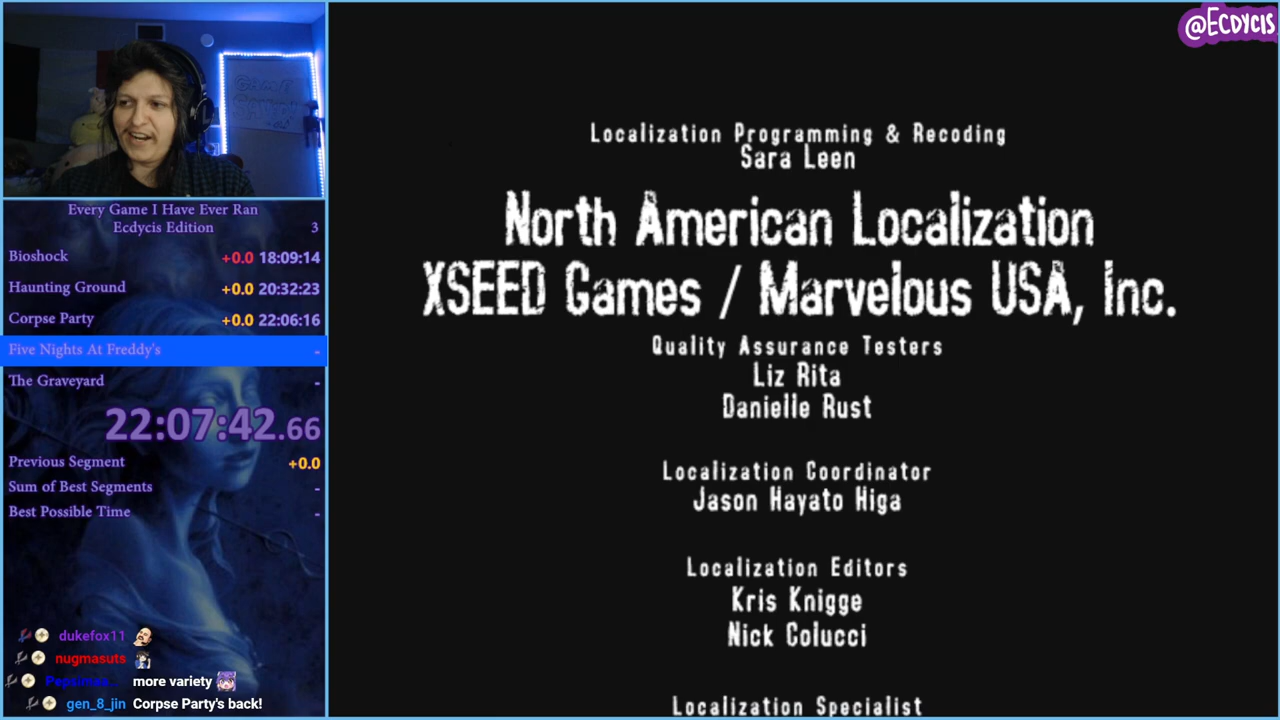 @ECDYCIS
Localization Programming & Recoding
Sara Leen
North American Localization
XSEED Games / Marvelous USA, Inc.
Quality Assurance Testers
Liz Rita
Danielle Rust
Localization Coordinator
Jason Hayato Higa
Localization Editors
Kris Knigge
Nick Colucci
Localization Specialist
Every Game I Have Ever Ran
Ecdycis Edition 3
Bioshock +0.0 18:09:14
Haunting Ground +0.0 20:32:23
Corpse Party +0.0 22:06:16
Five Nights At Freddy's -
The Graveyard -
22:07:42.66
Previous Segment +0.0
Sum of Best Segments -
Best Possible Time -
dukefox11
nugmasuts
more variety
gen_8_jin Corpse Party's back!